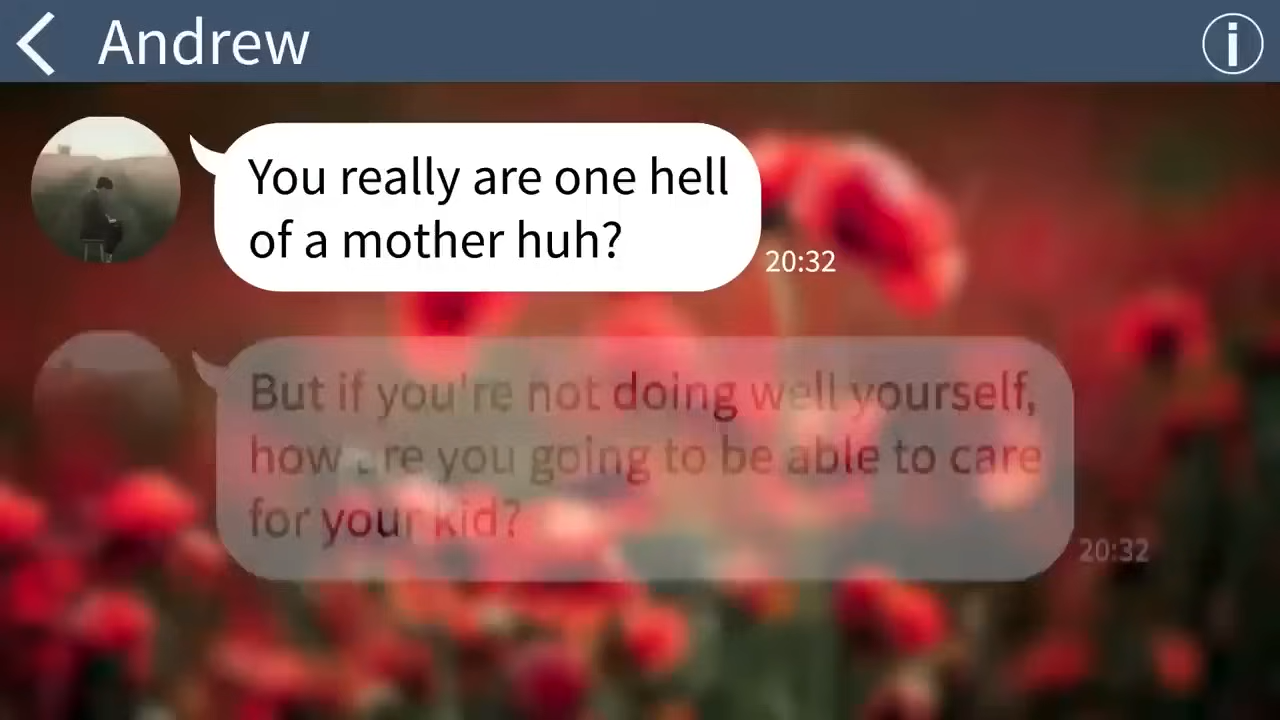 Andrew
i
You really are one hell
of a mother huh?
20:32
But if you're not doing well yourself,
how are you going to be able to care
for your kid?
20:32